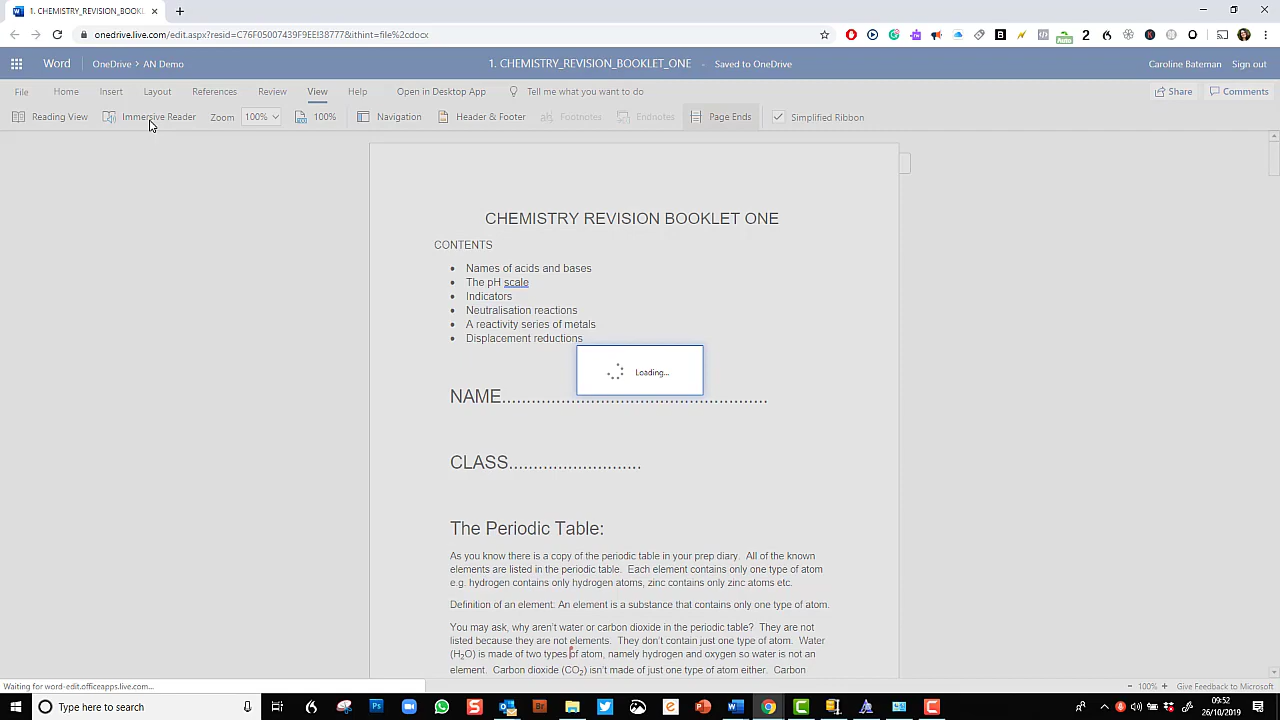 1. CHEMISTRY_REVISION_BOOKL
onedrive.live.com/edit.aspx?resid=C76F05007439F9EE!38777&ithint=file%2cdocx
Word OneDrive > AN Demo 1. CHEMISTRY_REVISION_BOOKLET_ONE - Saved to OneDrive Caroline Bateman Sign out
File Home Insert Layout References Review View Help Open in Desktop App Tell me what you want to do Share Comments
Reading View Immersive Reader Zoom 100% 100% Navigation Header & Footer Footnotes Endnotes Page Ends Simplified Ribbon
CHEMISTRY REVISION BOOKLET ONE
CONTENTS
• Names of acids and bases
• The pH scale
• Indicators
• Neutralisation reactions
• A reactivity series of metals
• Displacement reductions
Loading...
NAME......................................................
CLASS..........................
The Periodic Table:
As you know there is a copy of the periodic table in your prep diary. All of the known
elements are listed in the periodic table. Each element contains only one type of atom
e.g. hydrogen contains only hydrogen atoms, zinc contains only zinc atoms etc.
Definition of an element: An element is a substance that contains only one type of atom.
You may ask, why aren't water or carbon dioxide in the periodic table? They are not
listed because they are not elements. They don't contain just one type of atom. Water
(H₂O) is made of two types of atom, namely hydrogen and oxygen so water is not an
element. Carbon dioxide (CO₂) isn't made of just one type of atom either. Carbon
Waiting for word-edit.officeapps.live.com... 100% Give Feedback to Microsoft
Type here to search
09:52
26/10/2019